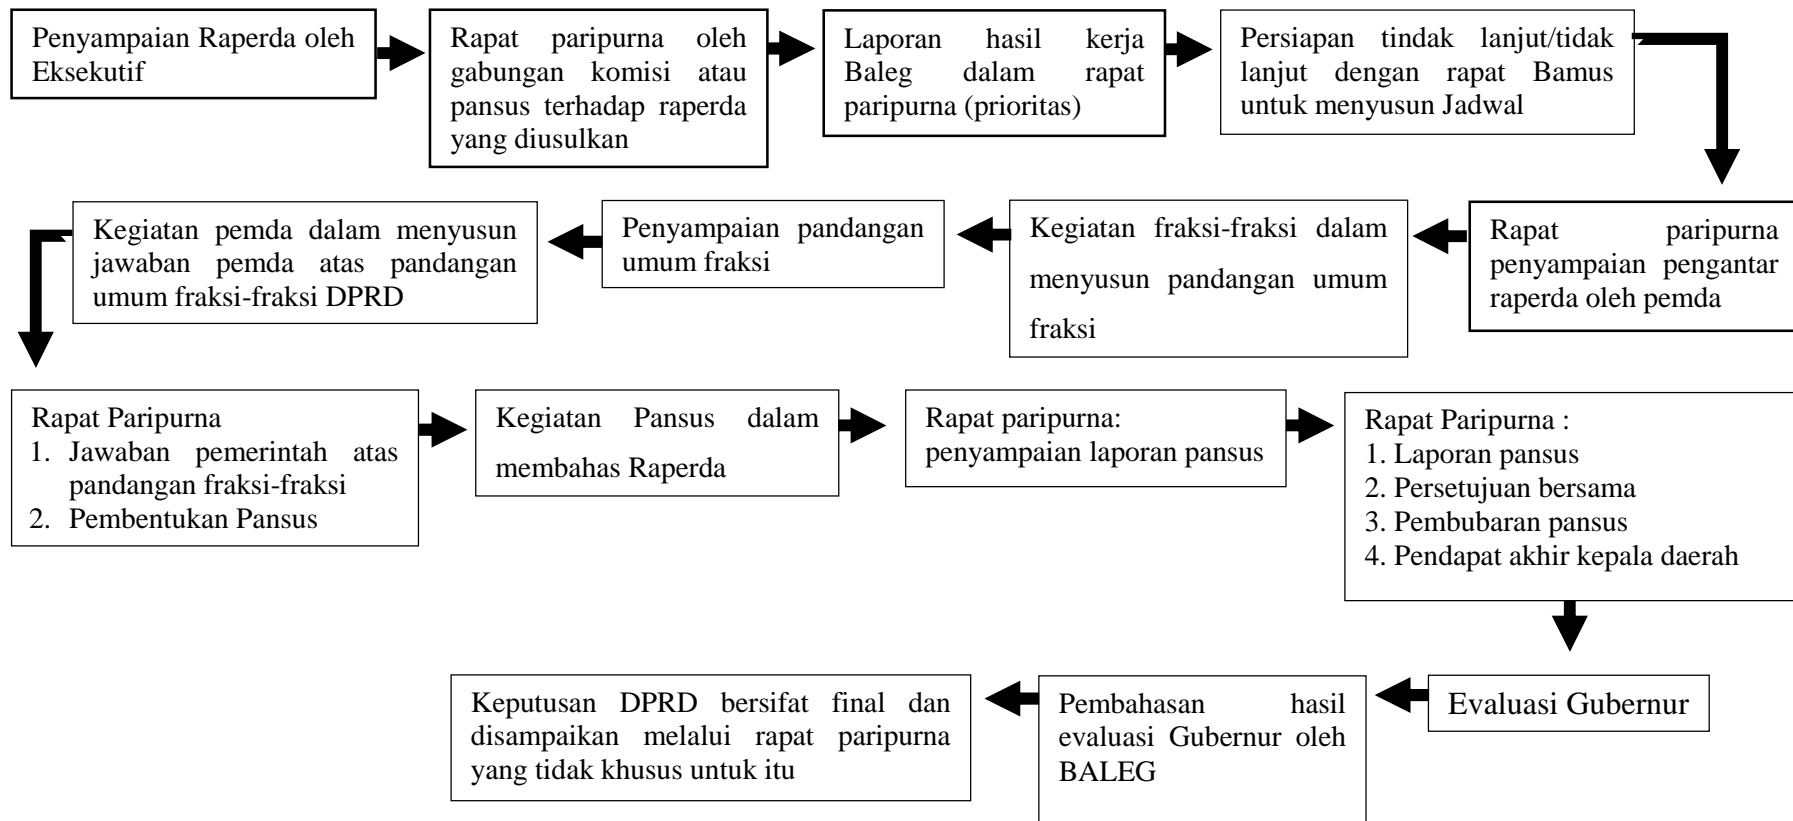 Penyampaian Raperda oleh
Eksekutif
Rapat paripurna oleh
gabungan komisi atau
pansus terhadap raperda
yang diusulkan
Laporan hasil kerja
Baleg dalam rapat
paripurna (prioritas)
Persiapan tindak lanjut/tidak
lanjut dengan rapat Bamus
untuk menyusun Jadwal
Rapat paripurna
penyampaian pengantar
raperda oleh pemda
Kegiatan fraksi-fraksi dalam
menyusun pandangan umum
fraksi
Penyampaian pandangan
umum fraksi
Kegiatan pemda dalam menyusun
jawaban pemda atas pandangan
umum fraksi-fraksi DPRD
Rapat Paripurna
1. Jawaban pemerintah atas
pandangan fraksi-fraksi
2. Pembentukan Pansus
Kegiatan Pansus dalam
membahas Raperda
Rapat paripurna:
penyampaian laporan pansus
Rapat Paripurna :
1. Laporan pansus
2. Persetujuan bersama
3. Pembubaran pansus
4. Pendapat akhir kepala daerah
Evaluasi Gubernur
Pembahasan hasil
evaluasi Gubernur oleh
BALEG
Keputusan DPRD bersifat final dan
disampaikan melalui rapat paripurna
yang tidak khusus untuk itu